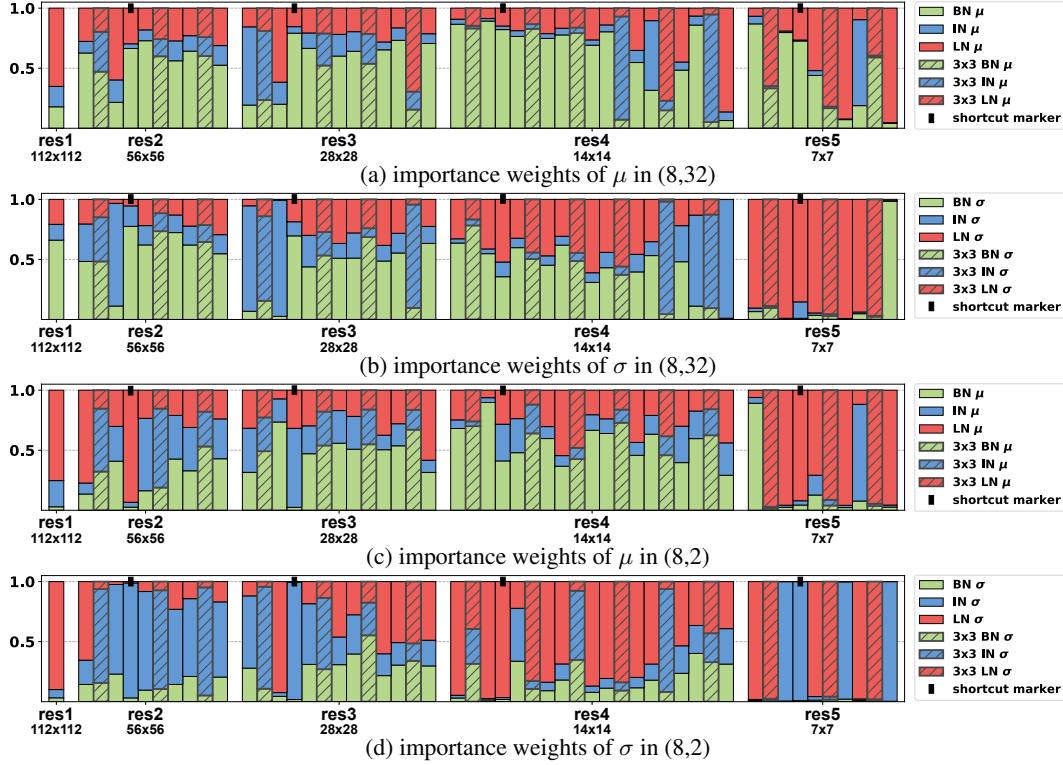 1.0
0.5
res1 res2 res3 res4 res5
112x112 56x56 28x28 14x14 7x7
BN μ
IN μ
LN μ
3x3 BN μ
3x3 IN μ
3x3 LN μ
shortcut marker
(a) importance weights of μ in (8,32)
1.0
0.5
res1 res2 res3 res4 res5
112x112 56x56 28x28 14x14 7x7
BN σ
IN σ
LN σ
3x3 BN σ
3x3 IN σ
3x3 LN σ
shortcut marker
(b) importance weights of σ in (8,32)
1.0
0.5
res1 res2 res3 res4 res5
112x112 56x56 28x28 14x14 7x7
BN μ
IN μ
LN μ
3x3 BN μ
3x3 IN μ
3x3 LN μ
shortcut marker
(c) importance weights of μ in (8,2)
1.0
0.5
res1 res2 res3 res4 res5
112x112 56x56 28x28 14x14 7x7
BN σ
IN σ
LN σ
3x3 BN σ
3x3 IN σ
3x3 LN σ
shortcut marker
(d) importance weights of σ in (8,2)